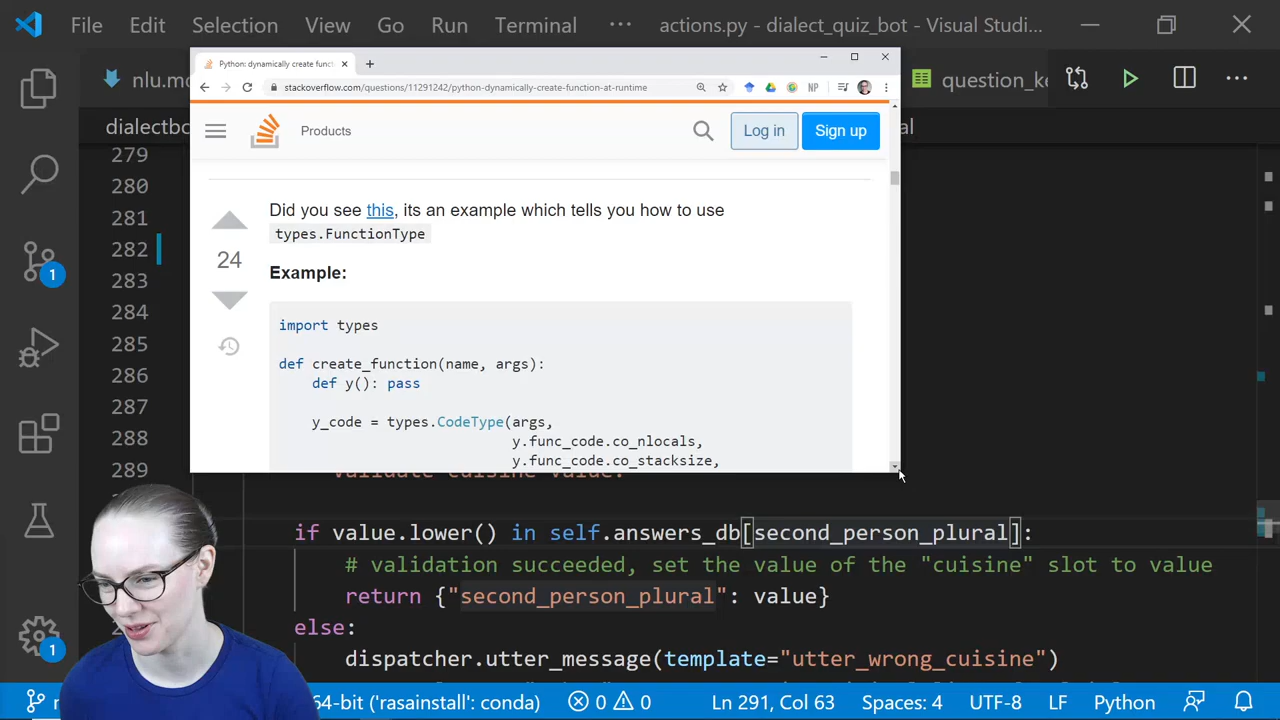 File Edit Selection View Go Run Terminal ··· actions.py - dialect_quiz_bot - Visual Studi...
Python: dynamically create func
stackoverflow.com/questions/11291242/python-dynamically-create-function-at-runtime
NP
Products
Log in
Sign up
Did you see this, its an example which tells you how to use
types.FunctionType
24
Example:
import types
def create_function(name, args):
def y(): pass
y_code = types.CodeType(args,
y.func_code.co_nlocals,
y.func_code.co_stacksize,
279
280
281
282
283
284
285
286
287
288
289
if value.lower() in self.answers_db[second_person_plural]:
# validation succeeded, set the value of the "cuisine" slot to value
return {"second_person_plural": value}
else:
dispatcher.utter_message(template="utter_wrong_cuisine")
1
1
64-bit ('rasainstall': conda) 0 0 Ln 291, Col 63 Spaces: 4 UTF-8 LF Python